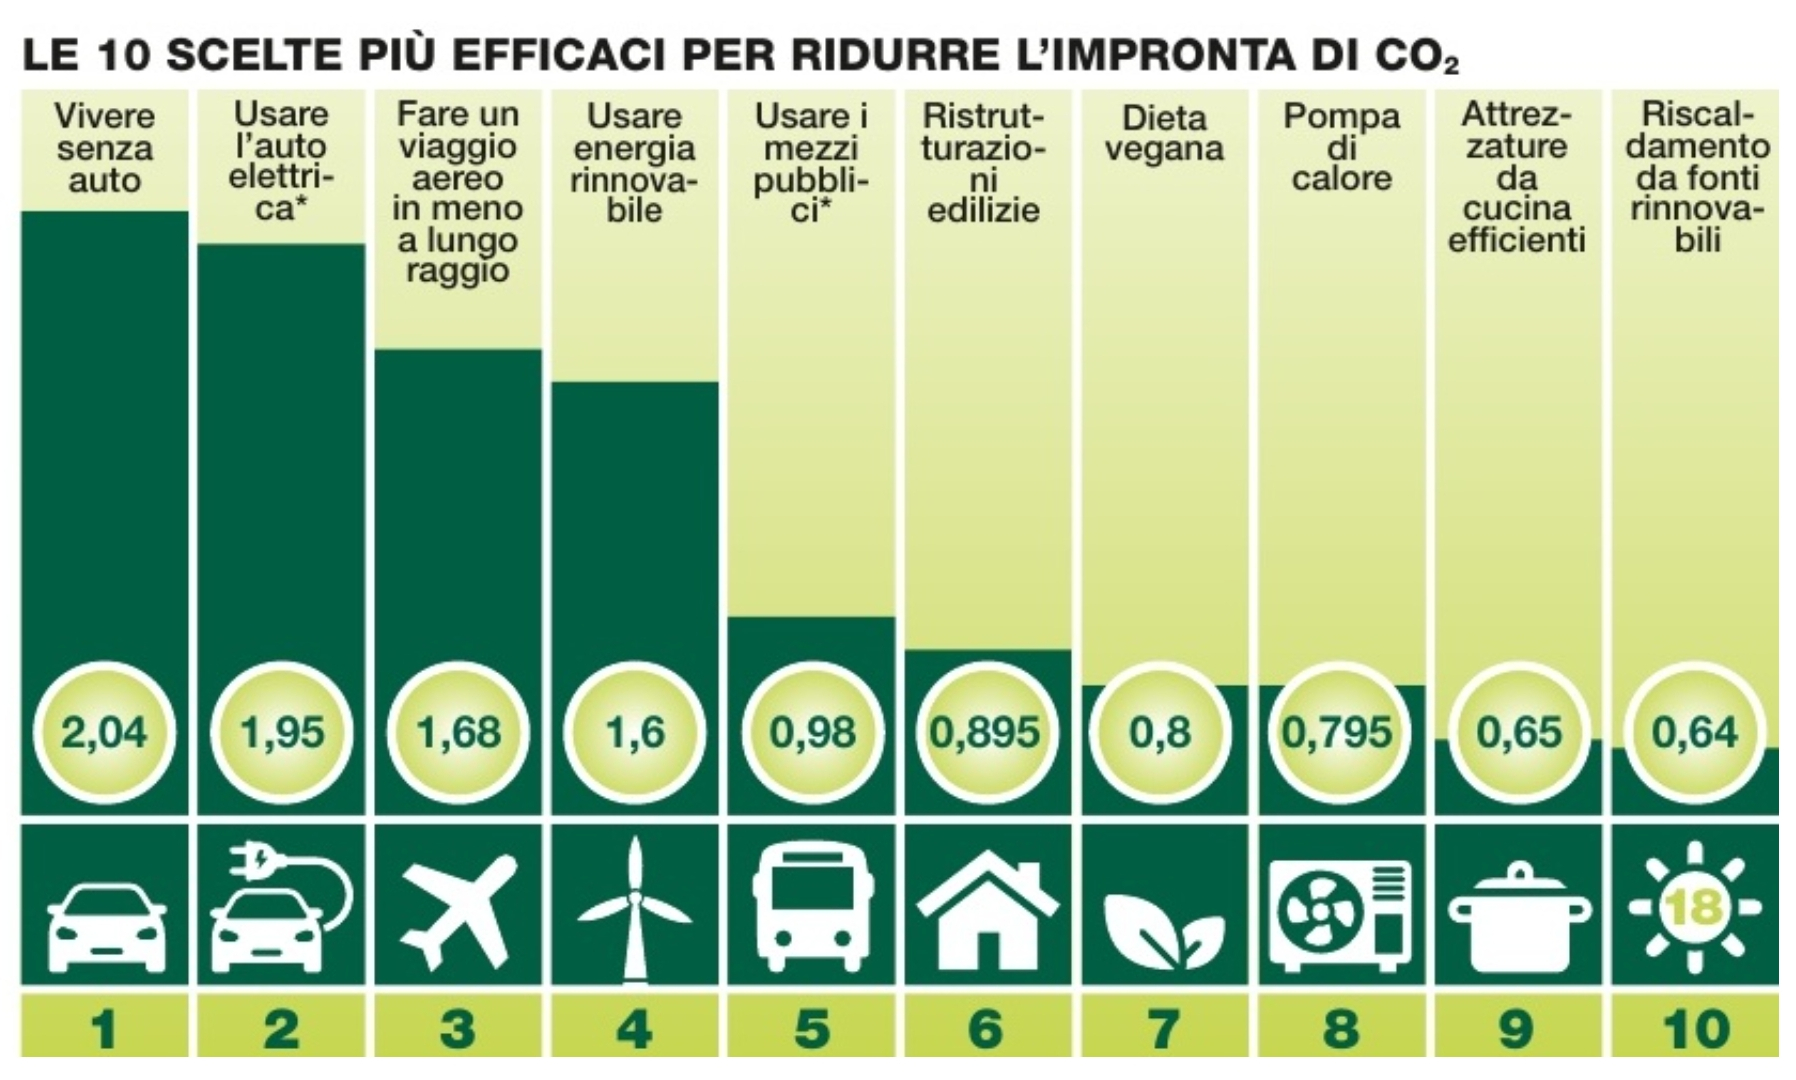 LE 10 SCELTE PIÙ EFFICACI PER RIDURRE L'IMPRONTA DI CO₂
Vivere
senza
auto
Usare
l'auto
elettri-
ca*
Fare un
viaggio
aereo
in meno
a lungo
raggio
Usare
energia
rinnova-
bile
Usare i
mezzi
pubbli-
ci*
Ristrut-
turazio-
ni
edilizie
Dieta
vegana
Pompa
di
calore
Attrez-
zature
da
cucina
efficienti
Riscal-
damento
da fonti
rinnova-
bili
2,04
1,95
1,68
1,6
0,98
0,895
0,8
0,795
0,65
0,64
18
1
2
3
4
5
6
7
8
9
10